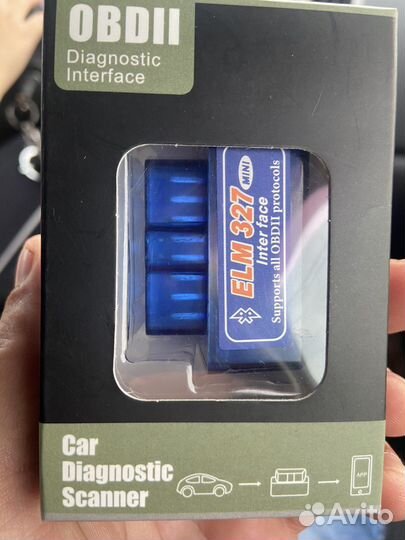 OBDII
Diagnostic
Interface
ELM 327 MINI
Inter face
Supports all OBDII protocols
Car
Diagnostic
Scanner
APP
Avito